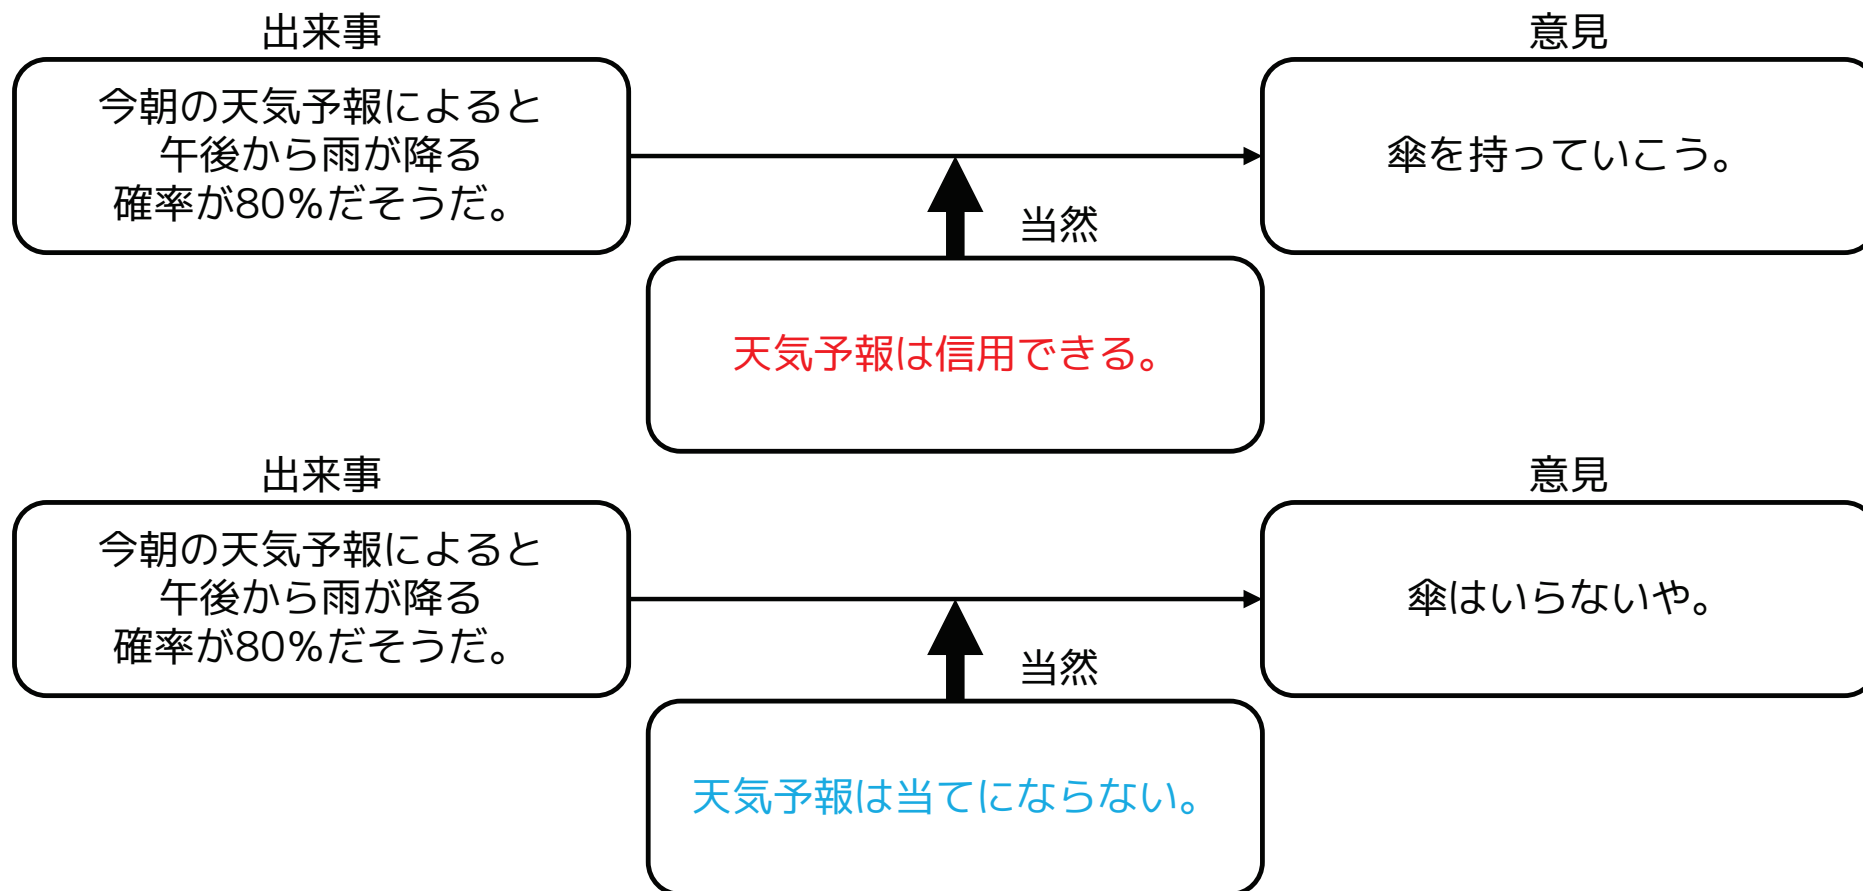 出来事
意見
今朝の天気予報によると
午後から雨が降る
確率が80%だそうだ。
傘を持っていこう。
当然
天気予報は信用できる。
出来事
意見
今朝の天気予報によると
午後から雨が降る
確率が80%だそうだ。
傘はいらないや。
当然
天気予報は当てにならない。